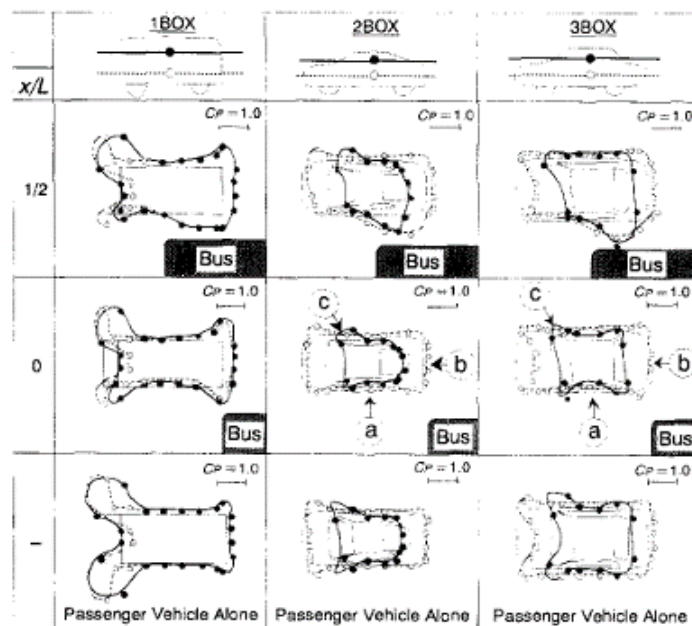 1BOX 2BOX 3BOX
x/L
CP=1.0 CP=1.0 CP=1.0
1/2
Bus Bus Bus
CP=1.0 CP=1.0 CP=1.0
c c
0 b b
a a
Bus Bus Bus
CP=1.0 CP=1.0 CP=1.0
Passenger Vehicle Alone Passenger Vehicle Alone Passenger Vehicle Alone